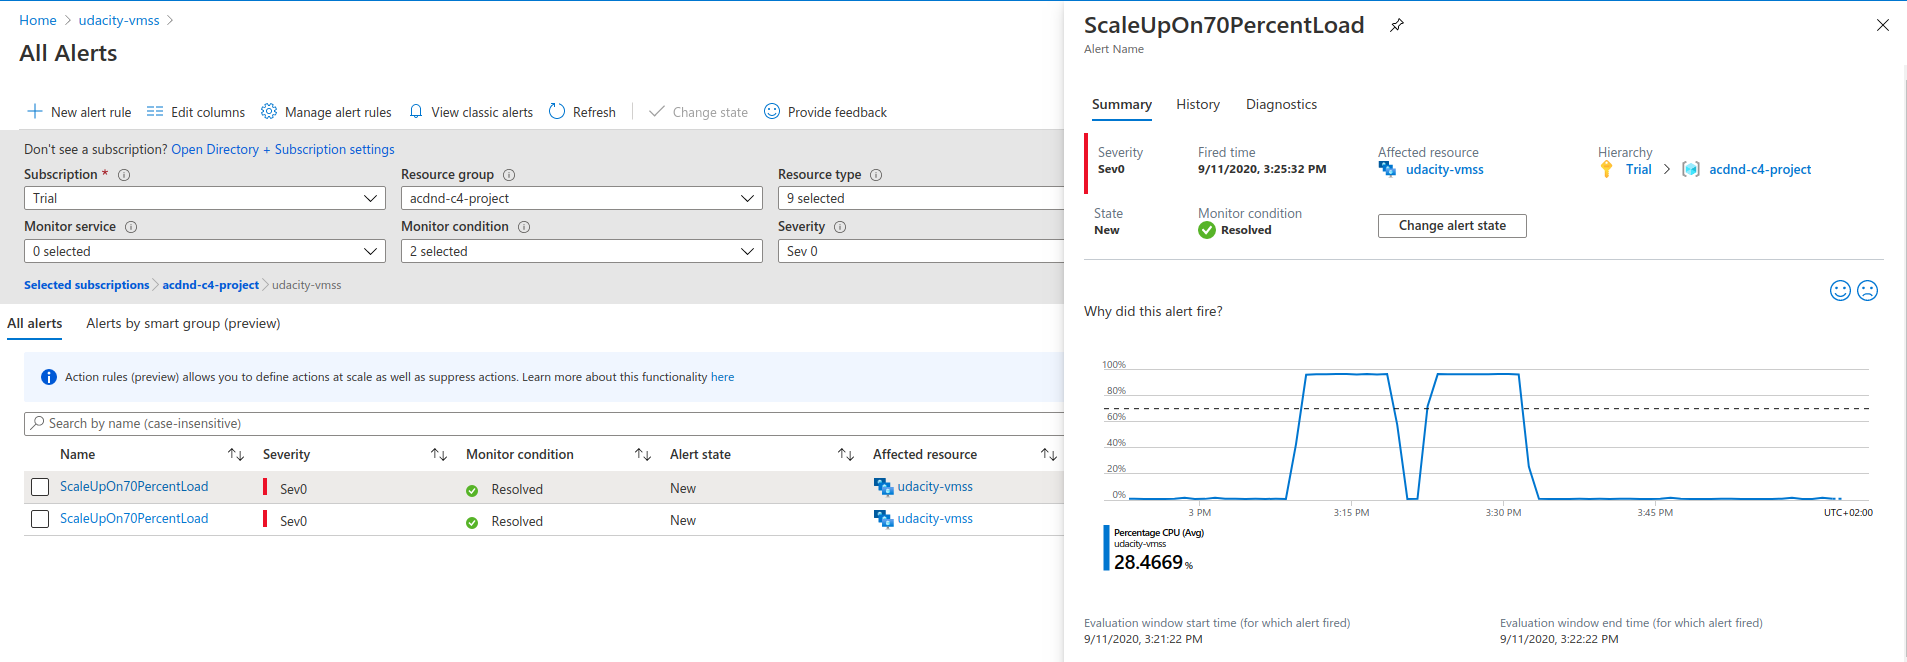 Home > udacity-vmss >
All Alerts
New alert rule Edit columns Manage alert rules View classic alerts Refresh Change state Provide feedback
Don't see a subscription? Open Directory + Subscription settings
Subscription * Resource group Resource type
Trial acdnd-c4-project 9 selected
Monitor service Monitor condition Severity
0 selected 2 selected Sev 0
Selected subscriptions > acdnd-c4-project > udacity-vmss
All alerts Alerts by smart group (preview)
Action rules (preview) allows you to define actions at scale as well as suppress actions. Learn more about this functionality here
Search by name (case-insensitive)
Name Severity Monitor condition Alert state Affected resource
ScaleUpOn70PercentLoad Sev0 Resolved New udacity-vmss
ScaleUpOn70PercentLoad Sev0 Resolved New udacity-vmss
ScaleUpOn70PercentLoad
Alert Name
Summary History Diagnostics
Severity Fired time Affected resource Hierarchy
Sev0 9/11/2020, 3:25:32 PM udacity-vmss Trial > acdnd-c4-project
State Monitor condition
New Resolved Change alert state
Why did this alert fire?
100%
80%
60%
40%
20%
0%
3 PM 3:15 PM 3:30 PM 3:45 PM UTC+02:00
Percentage CPU (Avg)
udacity-vmss
28.4669 %
Evaluation window start time (for which alert fired) Evaluation window end time (for which alert fired)
9/11/2020, 3:21:22 PM 9/11/2020, 3:22:22 PM